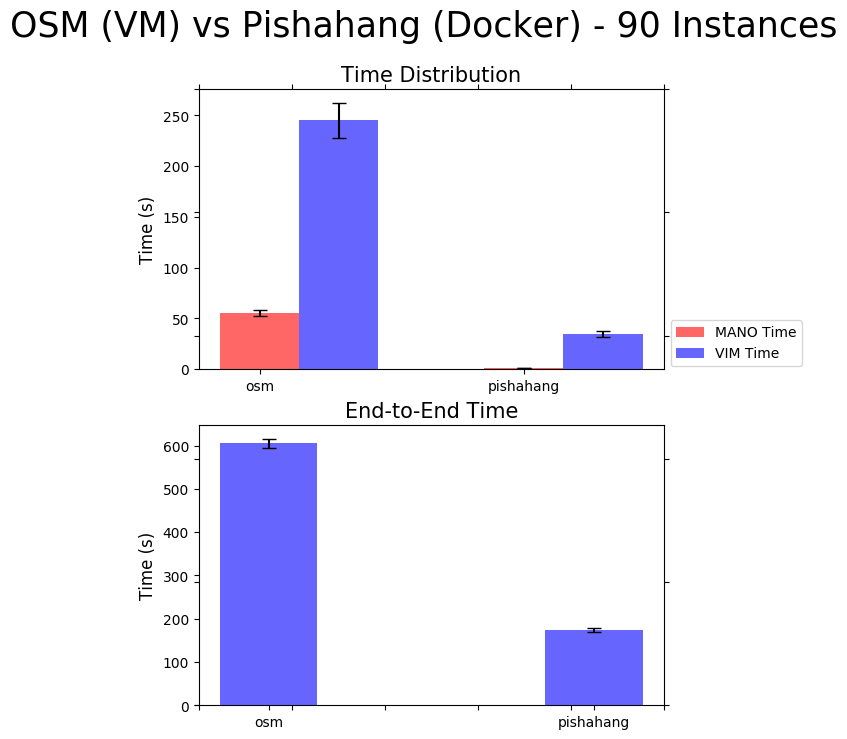 OSM (VM) vs Pishahang (Docker) - 90 Instances
Time Distribution
250
200
150
100
50
0
Time (s)
osm
pishahang
MANO Time
VIM Time
End-to-End Time
600
500
400
300
200
100
0
Time (s)
osm
pishahang